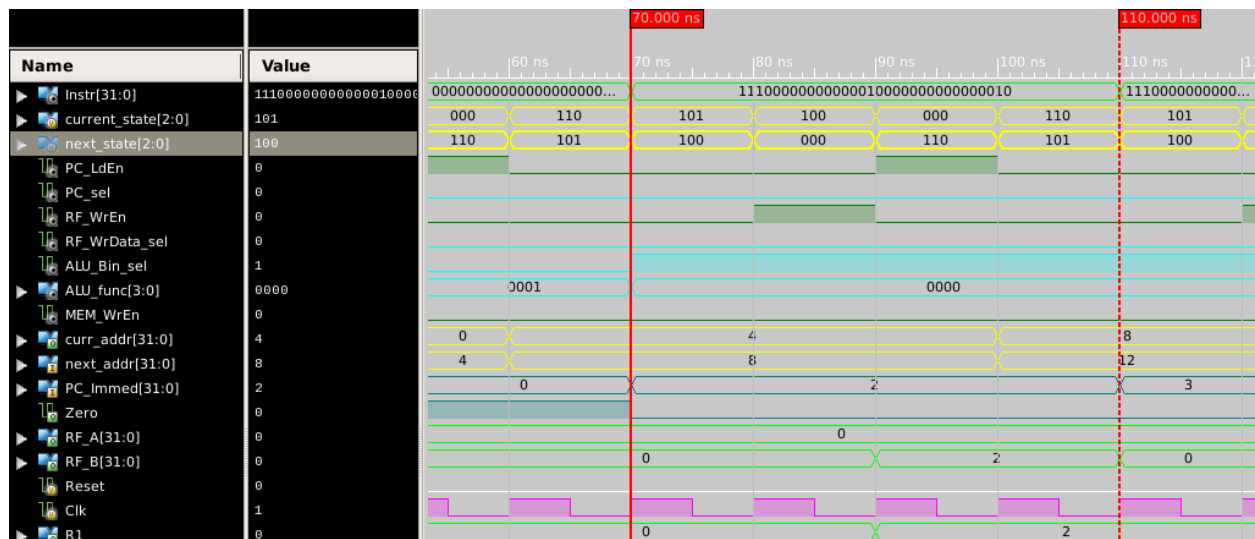 70.000 ns 110.000 ns
Name Value
60 ns 70 ns 80 ns 90 ns 100 ns 110 ns
Instr[31:0] 000000000000000000000... 11100000000000010000000000000010 1110000000000...
current_state[2:0] 101 000 110 101 100 000 110 101
next_state[2:0] 100 110 101 100 000 110 101 100
PC_LdEn 0
PC_sel 0
RF_WrEn 0
RF_WrData_sel 0
ALU_Bin_sel 1
ALU_func[3:0] 0000 0001 0000
MEM_WrEn 0
curr_addr[31:0] 4 0 4 8
next_addr[31:0] 8 4 8 12
PC_Immed[31:0] 2 0 2 3
Zero 0
RF_A[31:0] 0 0
RF_B[31:0] 0 0 2 0
Reset 0
Clk 1
R1 0 0 2